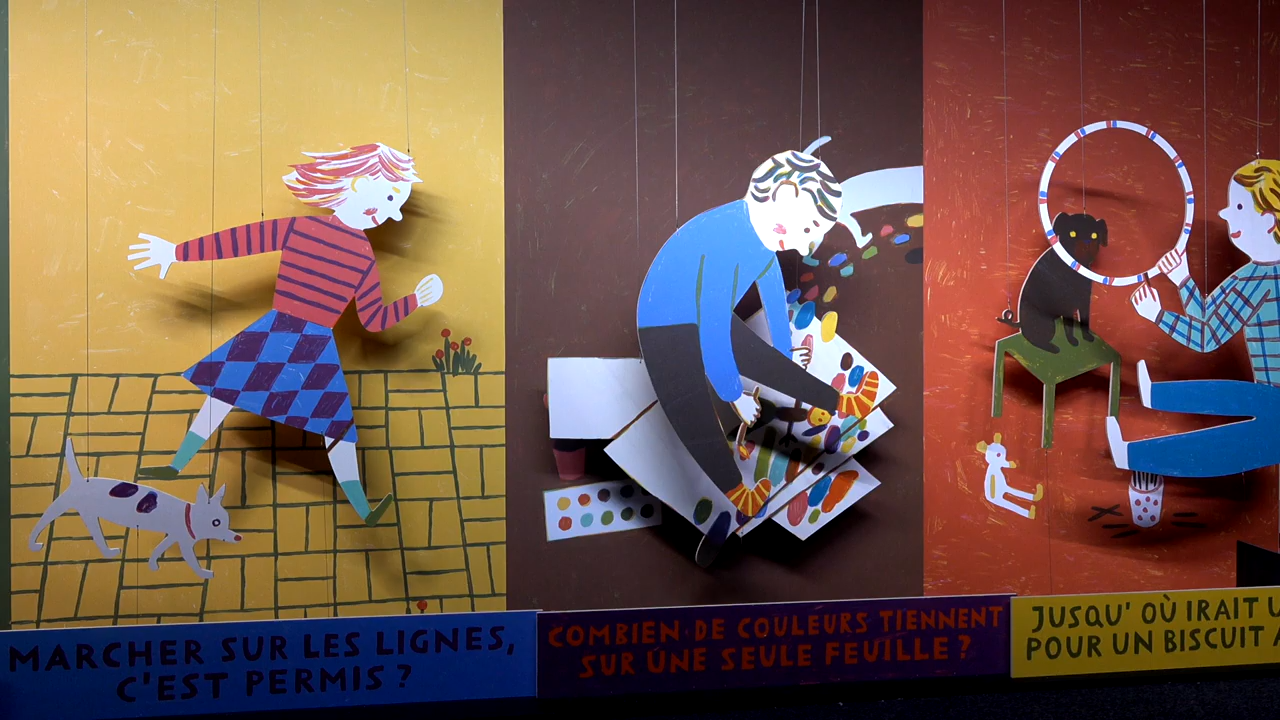 MARCHER SUR LES LIGNES,
C'EST PERMIS ?
COMBIEN DE COULEURS TIENNENT
SUR UNE SEULE FEUILLE ?
JUSQU' OÙ IRAIT
POUR UN BISCUIT